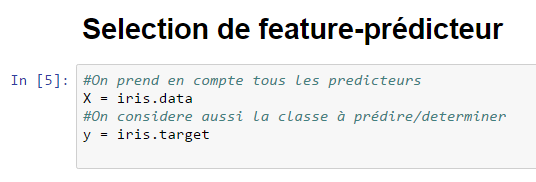 Selection de feature-prédicteur
In [5]: #On prend en compte tous les predicteurs
X = iris.data
#On considere aussi la classe à prédire/determiner
y = iris.target